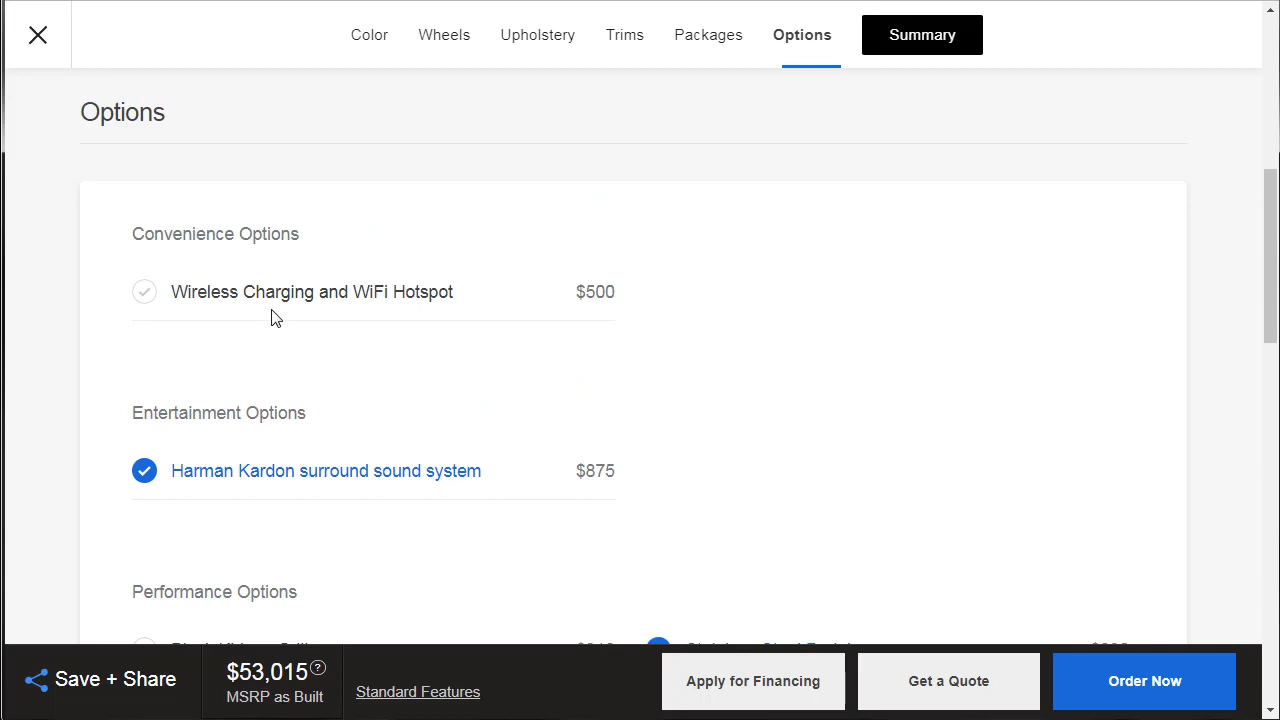 Color Wheels Upholstery Trims Packages Options Summary
Options
Convenience Options
Wireless Charging and WiFi Hotspot $500
Entertainment Options
Harman Kardon surround sound system $875
Performance Options
Save + Share
$53,015
MSRP as Built
Standard Features
Apply for Financing
Get a Quote
Order Now